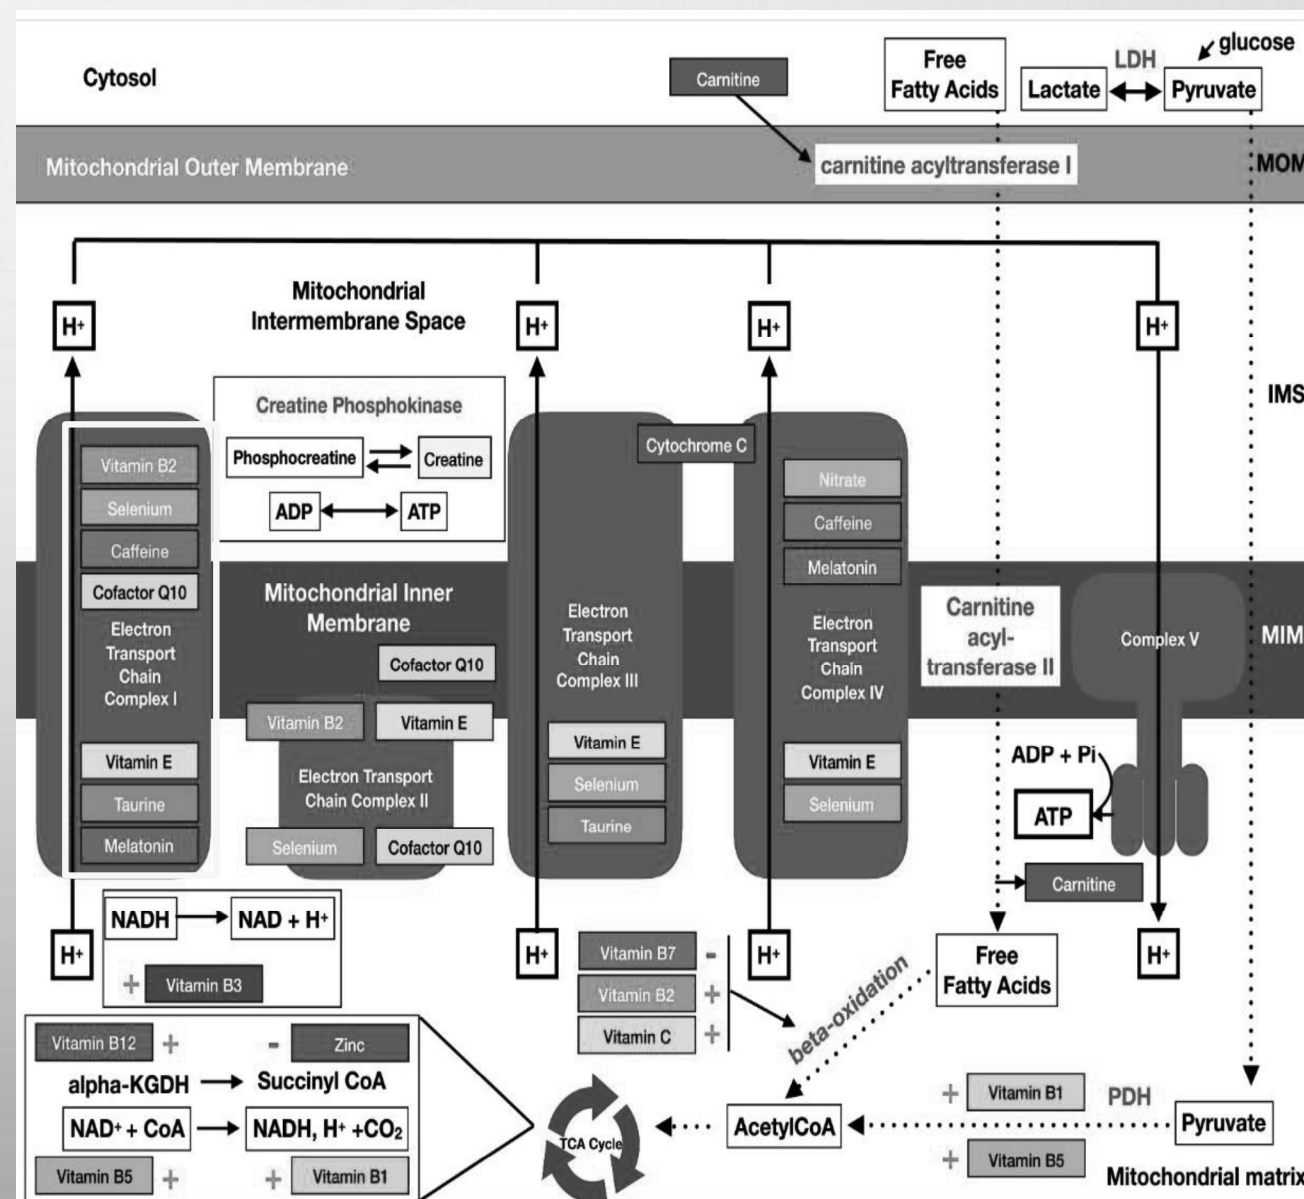 Cytosol
Carnitine
Free
Fatty Acids
Lactate
LDH
Pyruvate
glucose
Mitochondrial Outer Membrane
carnitine acyltransferase I
MOM
Mitochondrial
Intermembrane Space
H+
H+
H+
H+
IMS
Creatine Phosphokinase
Phosphocreatine
Creatine
ADP
ATP
Cytochrome C
Vitamin B2
Selenium
Caffeine
Cofactor Q10
Electron
Transport
Chain
Complex I
Vitamin E
Taurine
Melatonin
Mitochondrial Inner
Membrane
Cofactor Q10
Vitamin B2
Vitamin E
Electron Transport
Chain Complex II
Selenium
Cofactor Q10
Electron
Transport
Chain
Complex III
Vitamin E
Selenium
Taurine
Nitrate
Caffeine
Melatonin
Electron
Transport
Chain
Complex IV
Vitamin E
Selenium
Carnitine
acyl-
transferase II
Complex V
MIM
ADP + Pi
ATP
Carnitine
H+
NADH
NAD + H+
+ Vitamin B3
H+
H+
H+
Vitamin B7 -
Vitamin B2 +
Vitamin C +
Free
Fatty Acids
beta-oxidation
Vitamin B12 +
- Zinc
alpha-KGDH
Succinyl CoA
NAD+ + CoA
NADH, H+ +CO2
Vitamin B5 +
+ Vitamin B1
TCA Cycle
AcetylCoA
+ Vitamin B1
PDH
Pyruvate
+ Vitamin B5
Mitochondrial matrix